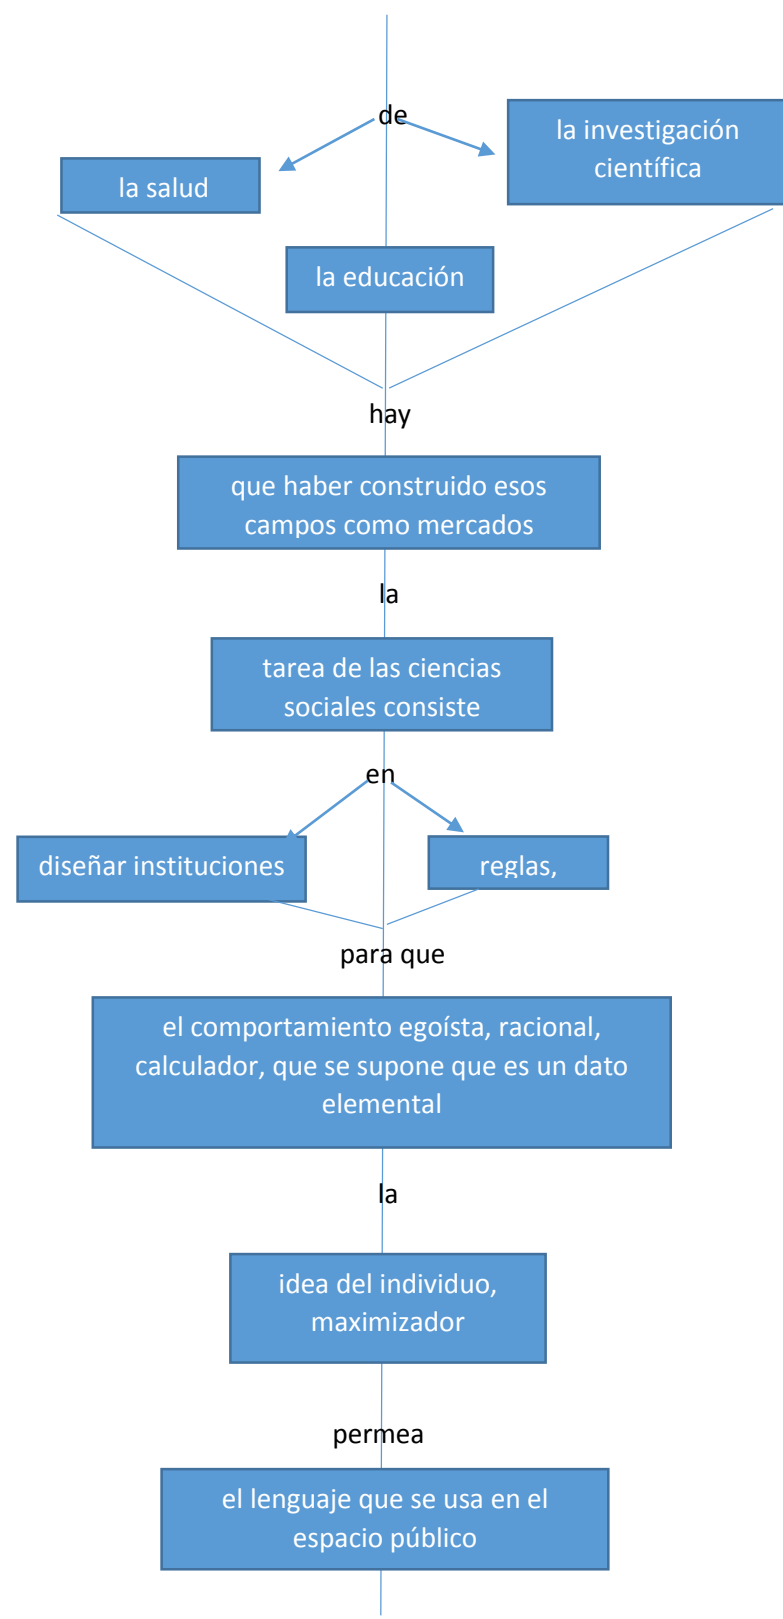 de
la investigación
científica
la salud
la educación
hay
que haber construido esos
campos como mercados
la
tarea de las ciencias
sociales consiste
en
diseñar instituciones
reglas,
para que
el comportamiento egoísta, racional,
calculador, que se supone que es un dato
elemental
la
idea del individuo,
maximizador
permea
el lenguaje que se usa en el
espacio público